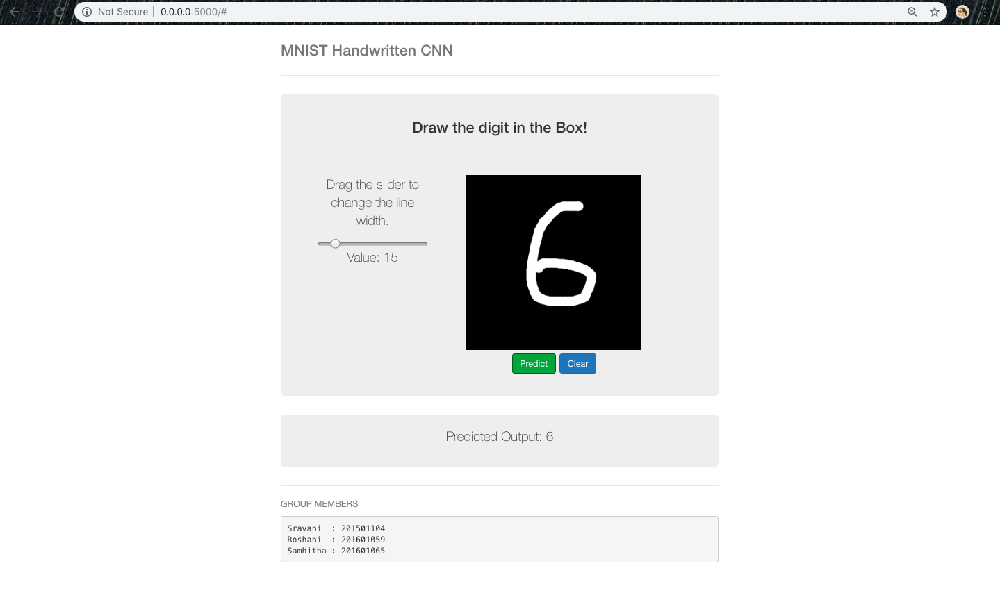 Not Secure | 0.0.0.0:5000/#
MNIST Handwritten CNN
Draw the digit in the Box!
Drag the slider to
change the line
width.
Value: 15
6
Predict Clear
Predicted Output: 6
GROUP MEMBERS
Sravani  : 201501104
Roshani  : 201601059
Samhitha : 201601065